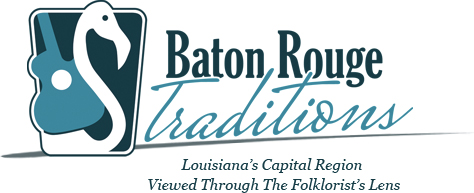 Baton Rouge
Traditions
Louisiana's Capital Region
Viewed Through The Folklorist's Lens